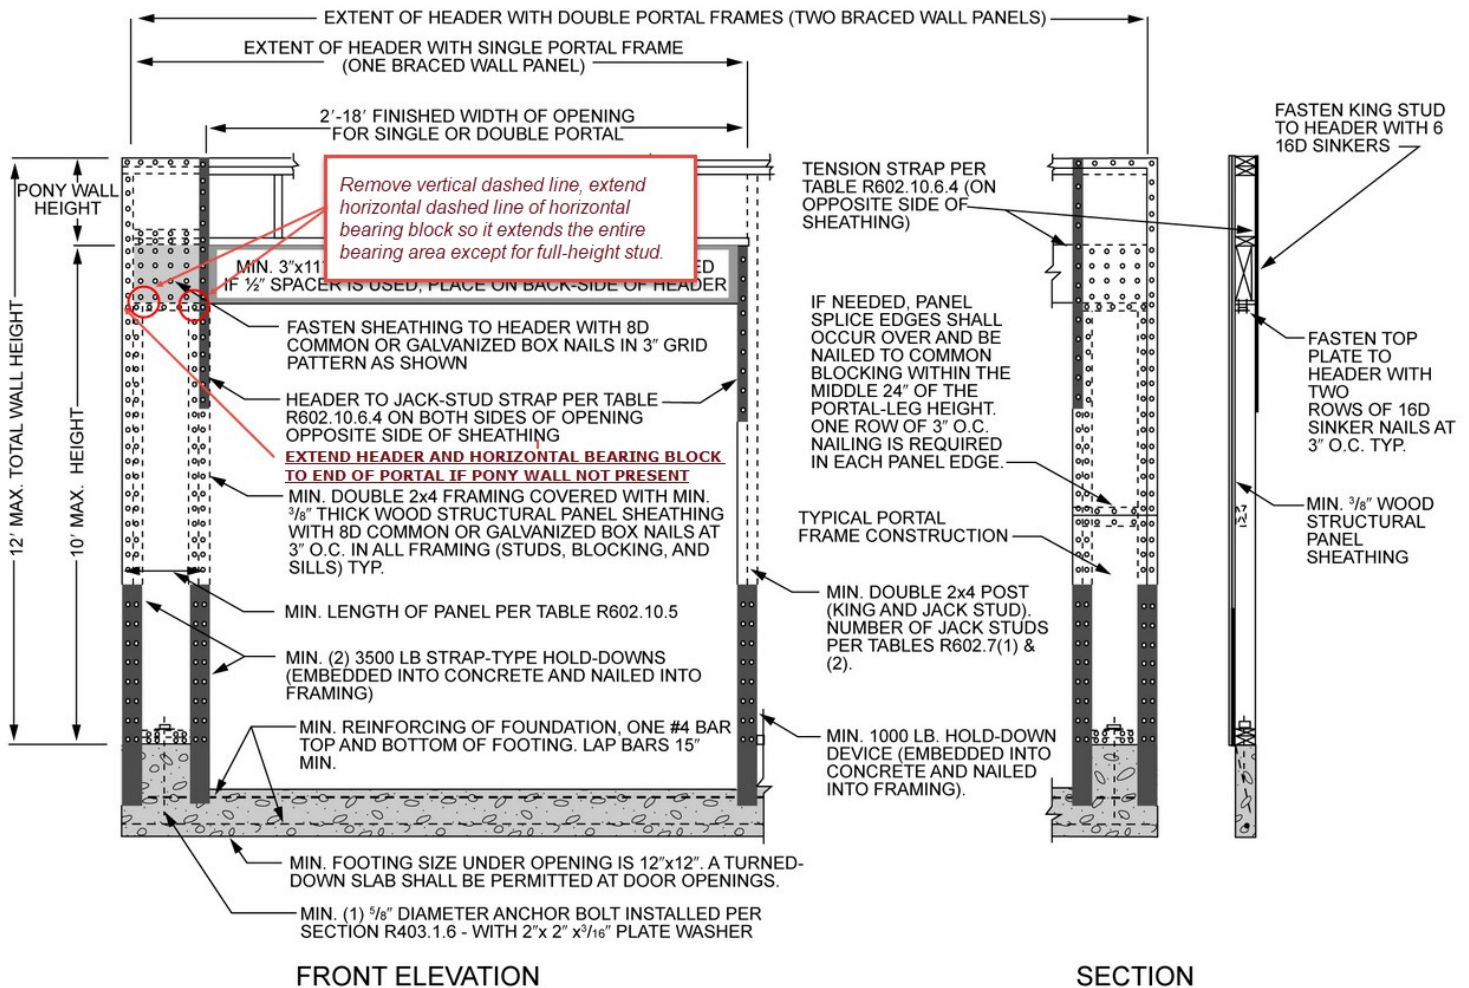 EXTENT OF HEADER WITH DOUBLE PORTAL FRAMES (TWO BRACED WALL PANELS)
EXTENT OF HEADER WITH SINGLE PORTAL FRAME
(ONE BRACED WALL PANEL)
2'-18' FINISHED WIDTH OF OPENING
FOR SINGLE OR DOUBLE PORTAL
12' MAX. TOTAL WALL HEIGHT
PONY WALL
HEIGHT
10' MAX. HEIGHT
Remove vertical dashed line, extend
horizontal dashed line of horizontal
bearing block so it extends the entire
bearing area except for full-height stud.
MIN. 3"x11
IF ½" SPACER IS USED, PLACE ON BACK-SIDE OF HEADER
FASTEN SHEATHING TO HEADER WITH 8D
COMMON OR GALVANIZED BOX NAILS IN 3" GRID
PATTERN AS SHOWN
HEADER TO JACK-STUD STRAP PER TABLE
R602.10.6.4 ON BOTH SIDES OF OPENING
OPPOSITE SIDE OF SHEATHING
EXTEND HEADER AND HORIZONTAL BEARING BLOCK
TO END OF PORTAL IF PONY WALL NOT PRESENT
MIN. DOUBLE 2x4 FRAMING COVERED WITH MIN.
3/8" THICK WOOD STRUCTURAL PANEL SHEATHING
WITH 8D COMMON OR GALVANIZED BOX NAILS AT
3" O.C. IN ALL FRAMING (STUDS, BLOCKING, AND
SILLS) TYP.
MIN. LENGTH OF PANEL PER TABLE R602.10.5
MIN. (2) 3500 LB STRAP-TYPE HOLD-DOWNS
(EMBEDDED INTO CONCRETE AND NAILED INTO
FRAMING)
MIN. REINFORCING OF FOUNDATION, ONE #4 BAR
TOP AND BOTTOM OF FOOTING. LAP BARS 15"
MIN.
MIN. FOOTING SIZE UNDER OPENING IS 12"x12". A TURNED-
DOWN SLAB SHALL BE PERMITTED AT DOOR OPENINGS.
MIN. (1) 5/8" DIAMETER ANCHOR BOLT INSTALLED PER
SECTION R403.1.6 - WITH 2"x 2" x3/16" PLATE WASHER
FRONT ELEVATION
TENSION STRAP PER
TABLE R602.10.6.4 (ON
OPPOSITE SIDE OF
SHEATHING)
IF NEEDED, PANEL
SPLICE EDGES SHALL
OCCUR OVER AND BE
NAILED TO COMMON
BLOCKING WITHIN THE
MIDDLE 24" OF THE
PORTAL-LEG HEIGHT.
ONE ROW OF 3" O.C.
NAILING IS REQUIRED
IN EACH PANEL EDGE.
TYPICAL PORTAL
FRAME CONSTRUCTION
MIN. DOUBLE 2x4 POST
(KING AND JACK STUD).
NUMBER OF JACK STUDS
PER TABLES R602.7(1) &
(2).
MIN. 1000 LB. HOLD-DOWN
DEVICE (EMBEDDED INTO
CONCRETE AND NAILED
INTO FRAMING).
FASTEN KING STUD
TO HEADER WITH 6
16D SINKERS
FASTEN TOP
PLATE TO
HEADER WITH
TWO
ROWS OF 16D
SINKER NAILS AT
3" O.C. TYP.
MIN. 3/8" WOOD
STRUCTURAL
PANEL
SHEATHING
SECTION